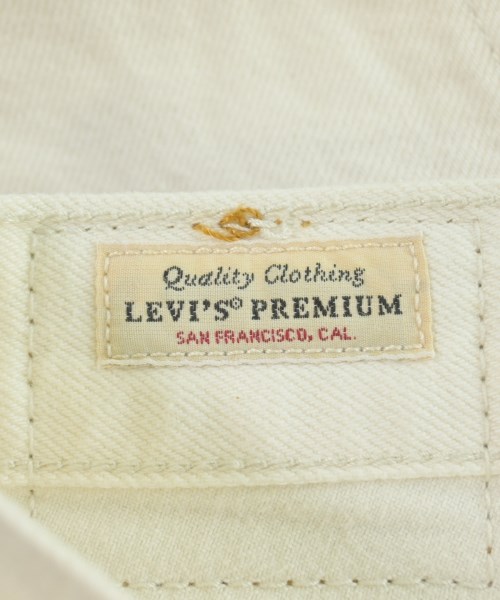 Quality Clothing
LEVI'S® PREMIUM
SAN FRANCISCO, CAL.